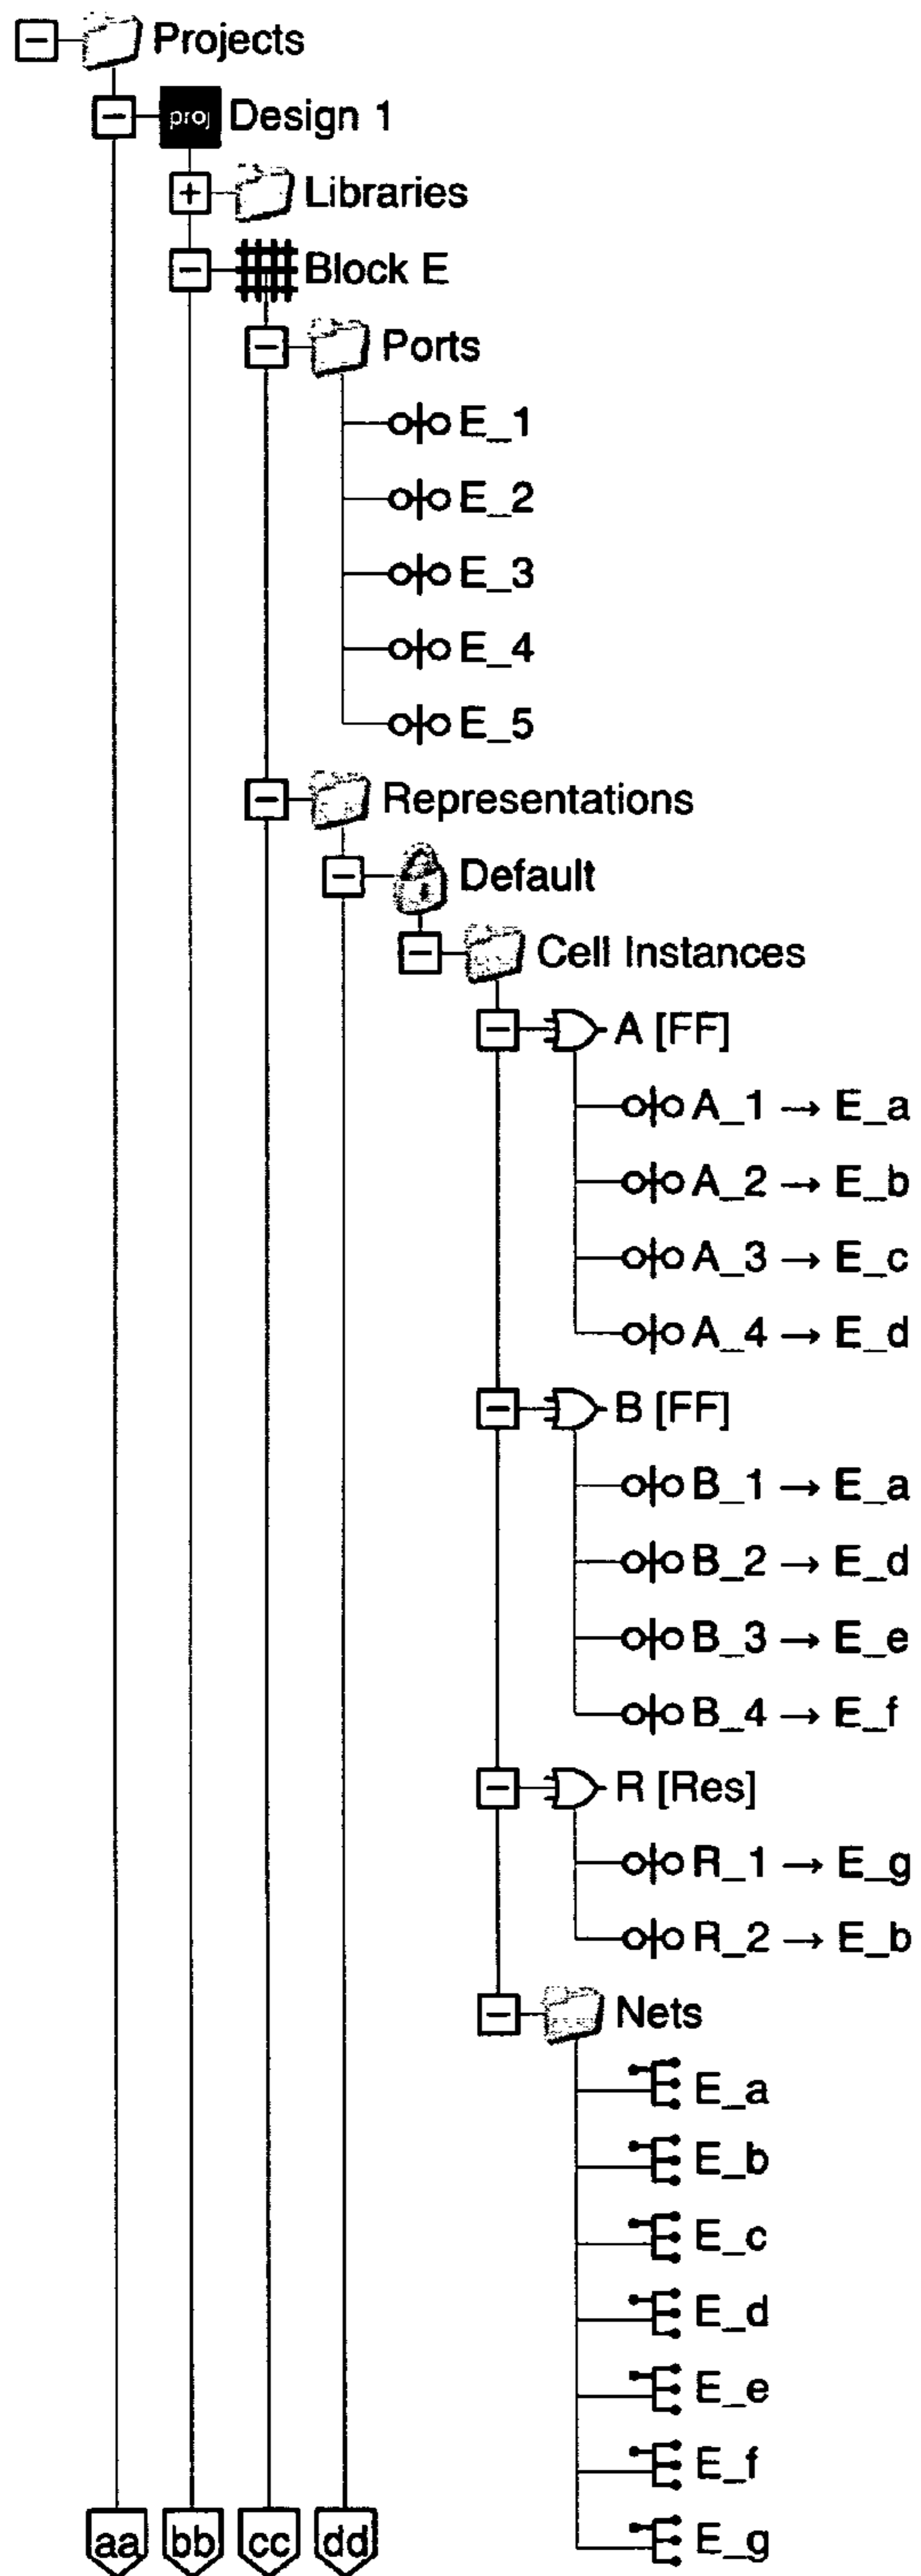 Projects
proj Design 1
Libraries
Block E
Ports
E_1
E_2
E_3
E_4
E_5
Representations
Default
Cell Instances
A [FF]
A_1 → E_a
A_2 → E_b
A_3 → E_c
A_4 → E_d
B [FF]
B_1 → E_a
B_2 → E_d
B_3 → E_e
B_4 → E_f
R [Res]
R_1 → E_g
R_2 → E_b
Nets
E_a
E_b
E_c
E_d
E_e
E_f
E_g
aa bb cc dd